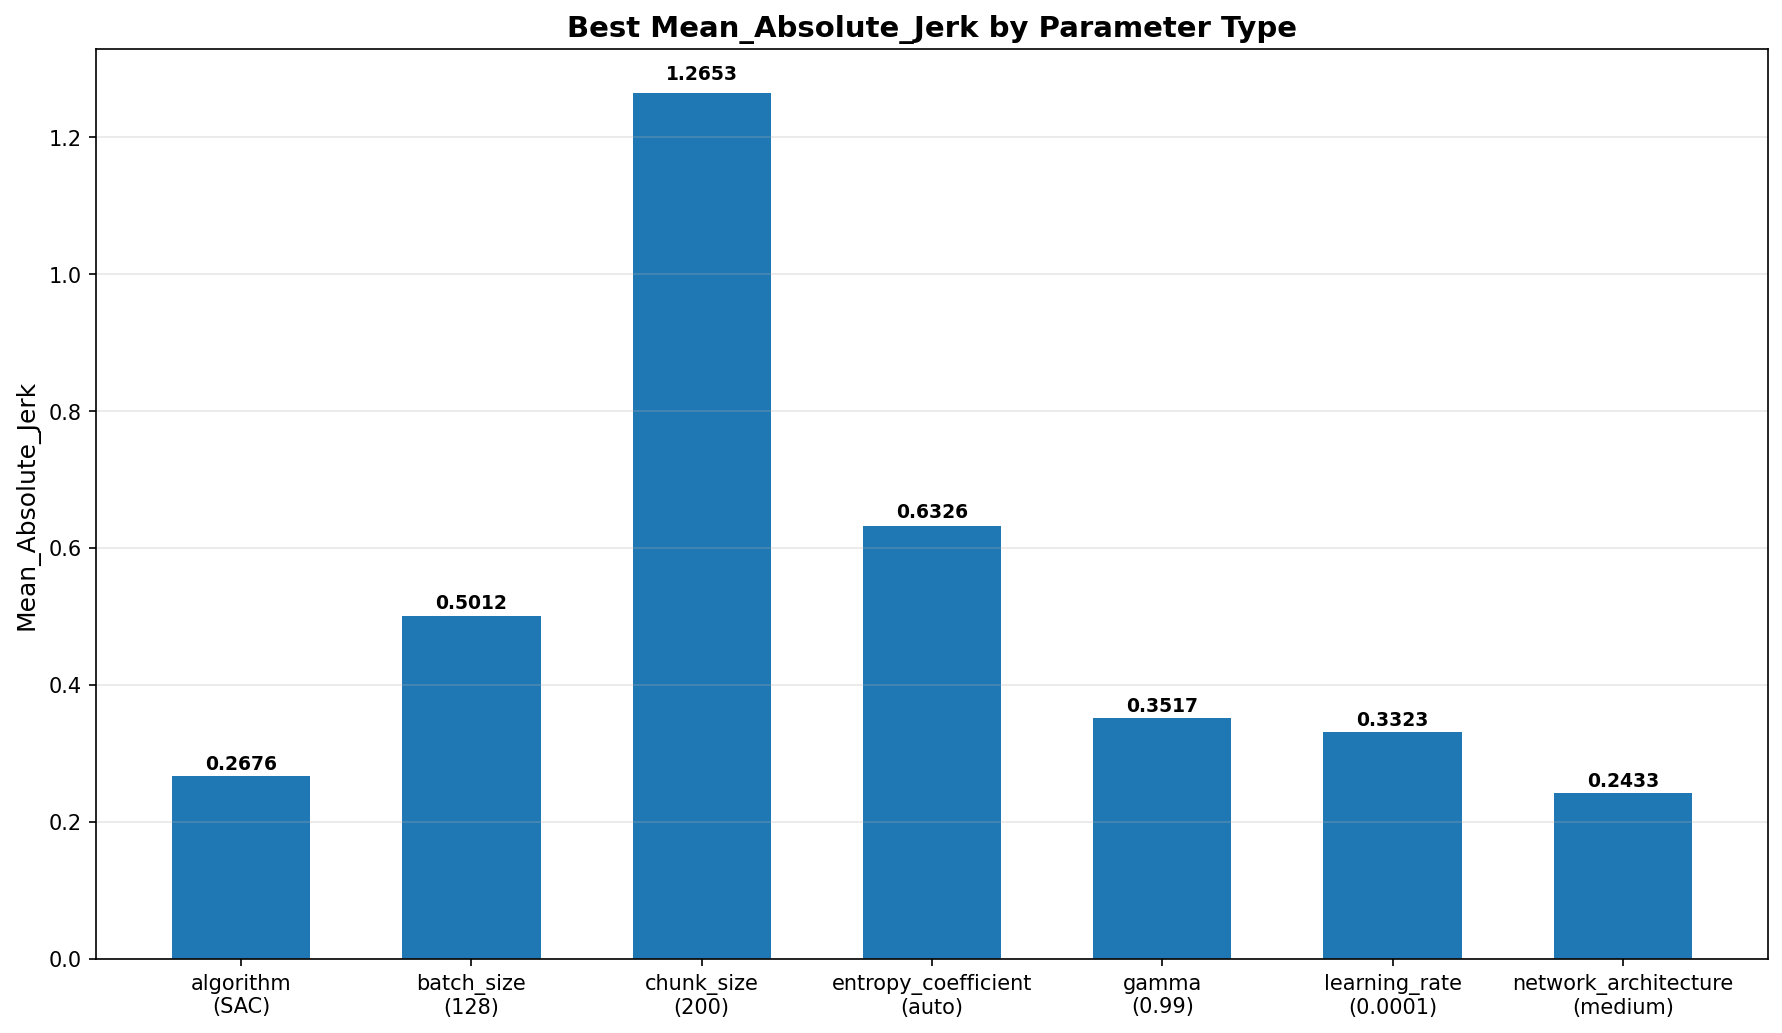 Best Mean_Absolute_Jerk by Parameter Type
Mean_Absolute_Jerk
1.2
1.0
0.8
0.6
0.4
0.2
0.0
0.2676
0.5012
1.2653
0.6326
0.3517
0.3323
0.2433
algorithm
(SAC)
batch_size
(128)
chunk_size
(200)
entropy_coefficient
(auto)
gamma
(0.99)
learning_rate
(0.0001)
network_architecture
(medium)